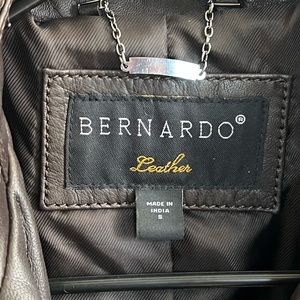 BERNARDO®
Leather
MADE IN
INDIA
S